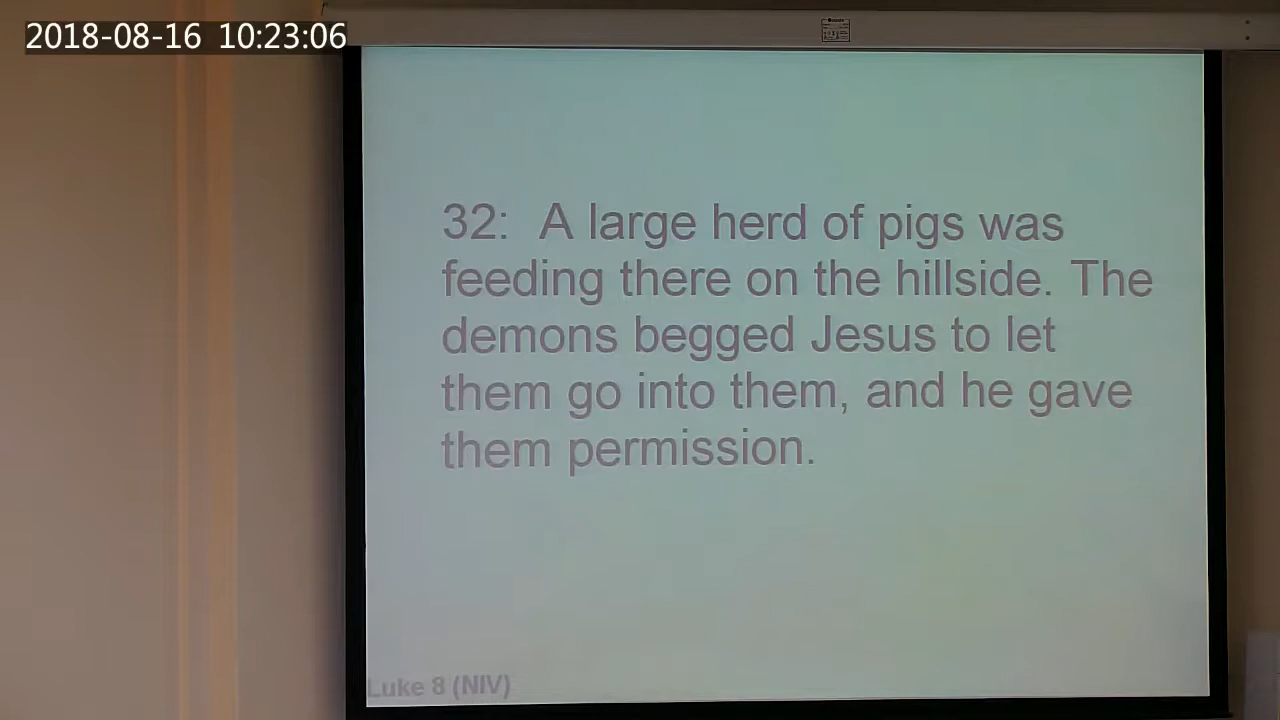 2018-08-16 10:23:06
32: A large herd of pigs was
feeding there on the hillside. The
demons begged Jesus to let
them go into them, and he gave
them permission.
Luke 8 (NIV)